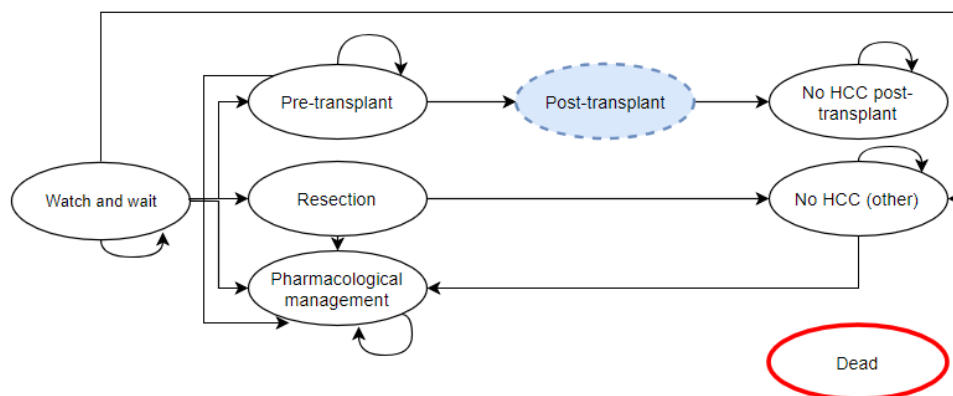 Pre-transplant
Post-transplant
No HCC post-
transplant
Watch and wait
Resection
No HCC (other)
Pharmacological
management
Dead